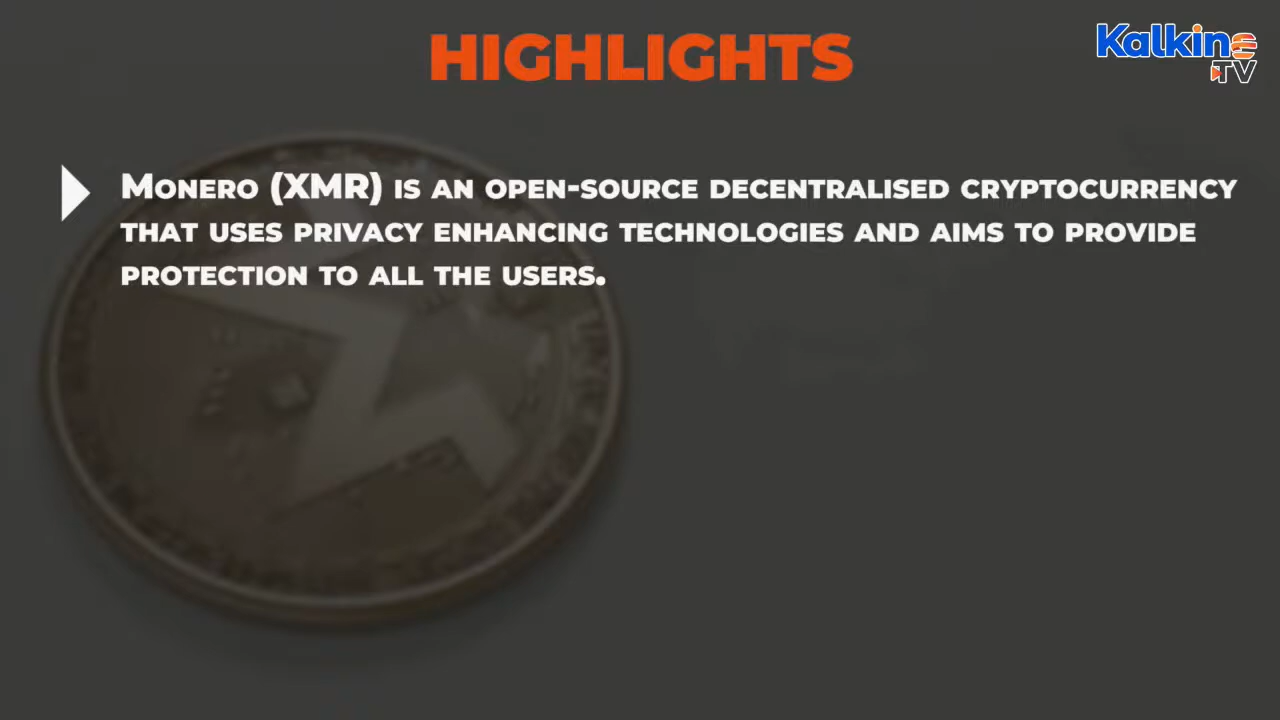 HIGHLIGHTS
Kalkine
TV
MONERO (XMR) IS AN OPEN-SOURCE DECENTRALISED CRYPTOCURRENCY
THAT USES PRIVACY ENHANCING TECHNOLOGIES AND AIMS TO PROVIDE
PROTECTION TO ALL THE USERS.